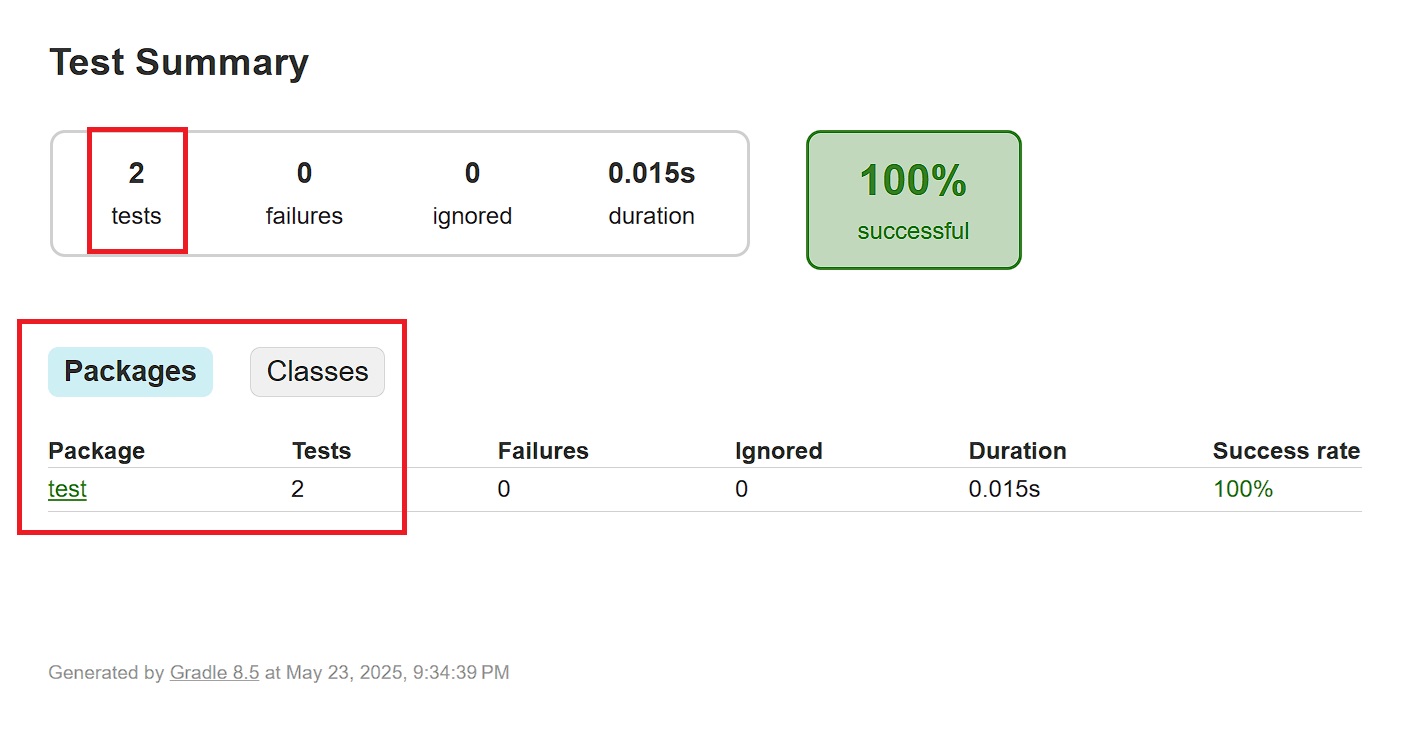 Test Summary
2 0 0 0.015s
tests failures ignored duration
100%
successful
Packages Classes
Package Tests Failures Ignored Duration Success rate
test 2 0 0 0.015s 100%
Generated by Gradle 8.5 at May 23, 2025, 9:34:39 PM